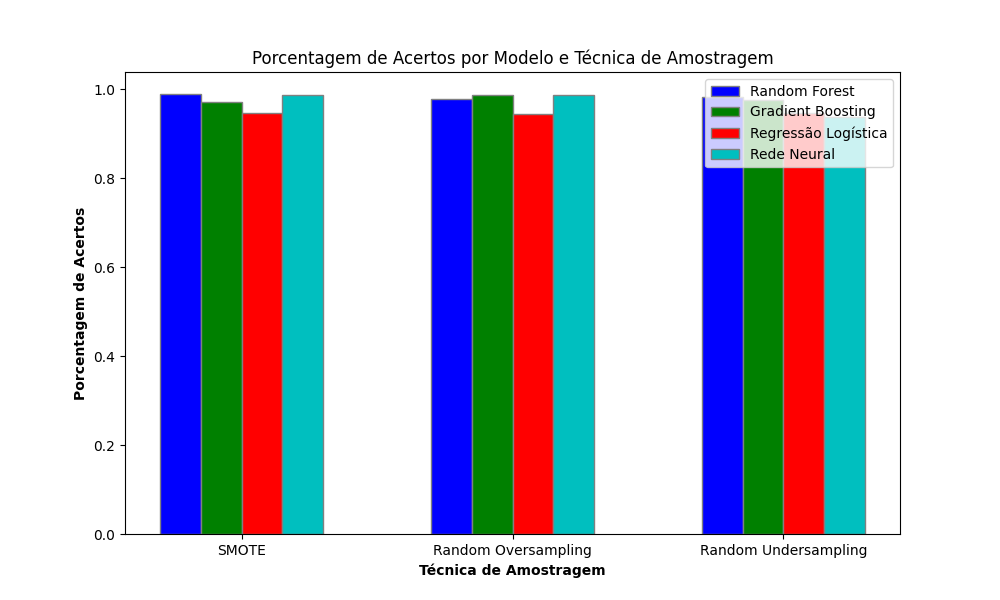 Porcentagem de Acertos por Modelo e Técnica de Amostragem
Random Forest
Gradient Boosting
Regressão Logística
Rede Neural
Porcentagem de Acertos
1.0
0.8
0.6
0.4
0.2
0.0
SMOTE
Random Oversampling
Random Undersampling
Técnica de Amostragem